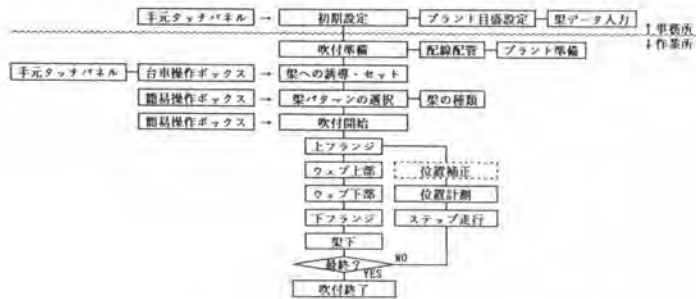 手元タッチパネル → 初期設定 プラント目盛設定 梁データ入力
↑事務所
↓作業所
吹付準備 配線配管 プラント準備
手元タッチパネル 台車操作ボックス → 梁への誘導・セット
簡易操作ボックス → 梁パターンの選択 梁の種類
簡易操作ボックス → 吹付開始
上フランジ
ウェブ上部 位置補正
ウェブ下部 位置計測
下フランジ ステップ走行
梁下
最終? NO
YES
吹付終了